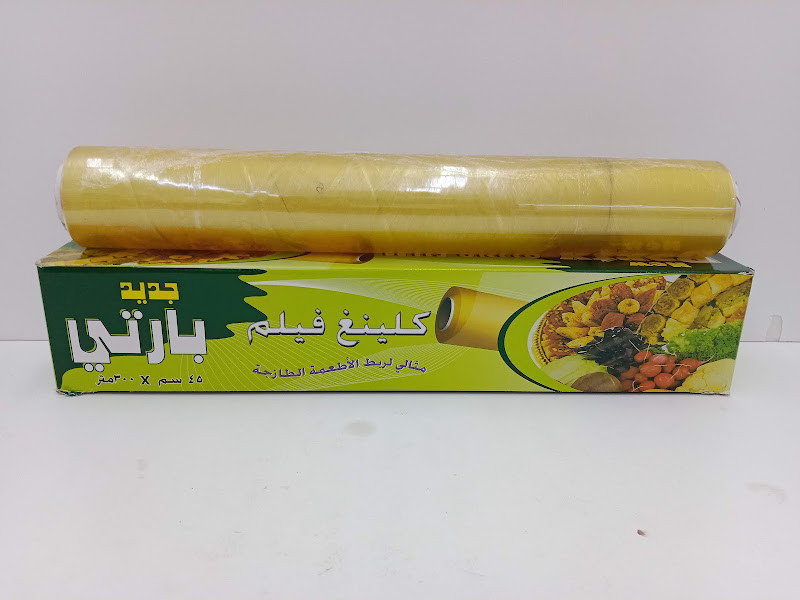 جديد
بارتي
٤٥ سم X ٣٠٠متر
كلينغ فيلم
مثالي لربط الأطعمة الطازجة